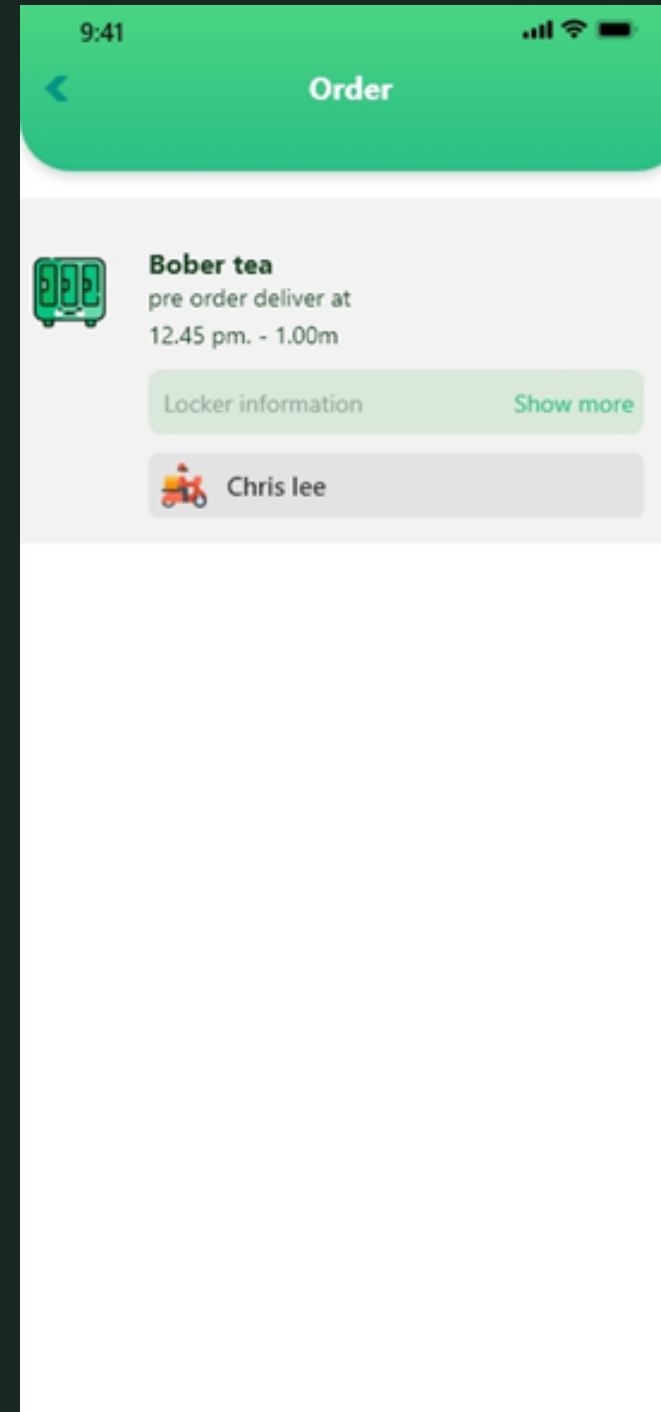 9:41
Order
Bober tea
pre order deliver at
12.45 pm. - 1.00m
Locker information Show more
Chris lee